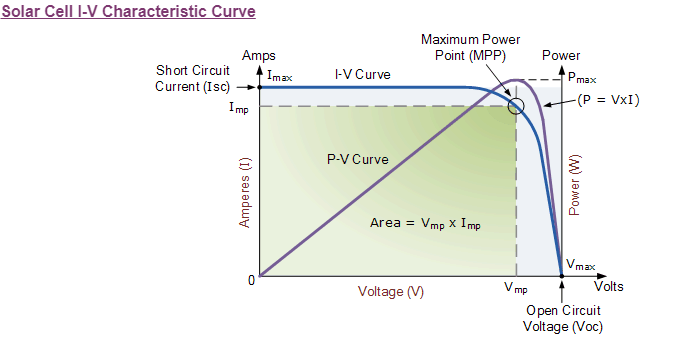 Solar Cell I-V Characteristic Curve
Maximum Power
Point (MPP)
Amps
Power
Short Circuit
Current (Isc)
Imax
I-V Curve
Pmax
(P = VxI)
Imp
P-V Curve
Amperes (I)
Power (W)
Area = Vmp x Imp
Vmax
0
Voltage (V)
Vmp
Volts
Open Circuit
Voltage (Voc)